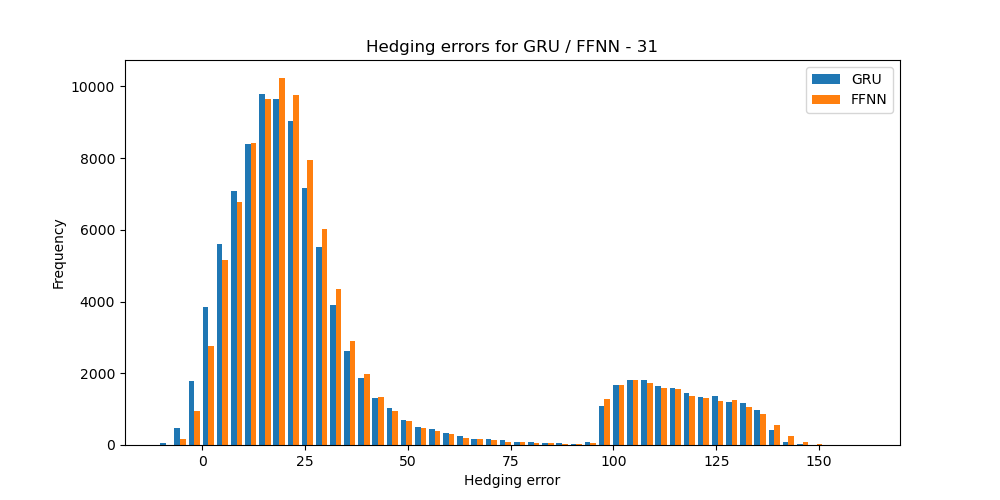 Hedging errors for GRU / FFNN - 31
GRU
FFNN
10000
8000
6000
4000
2000
0
Frequency
0 25 50 75 100 125 150
Hedging error